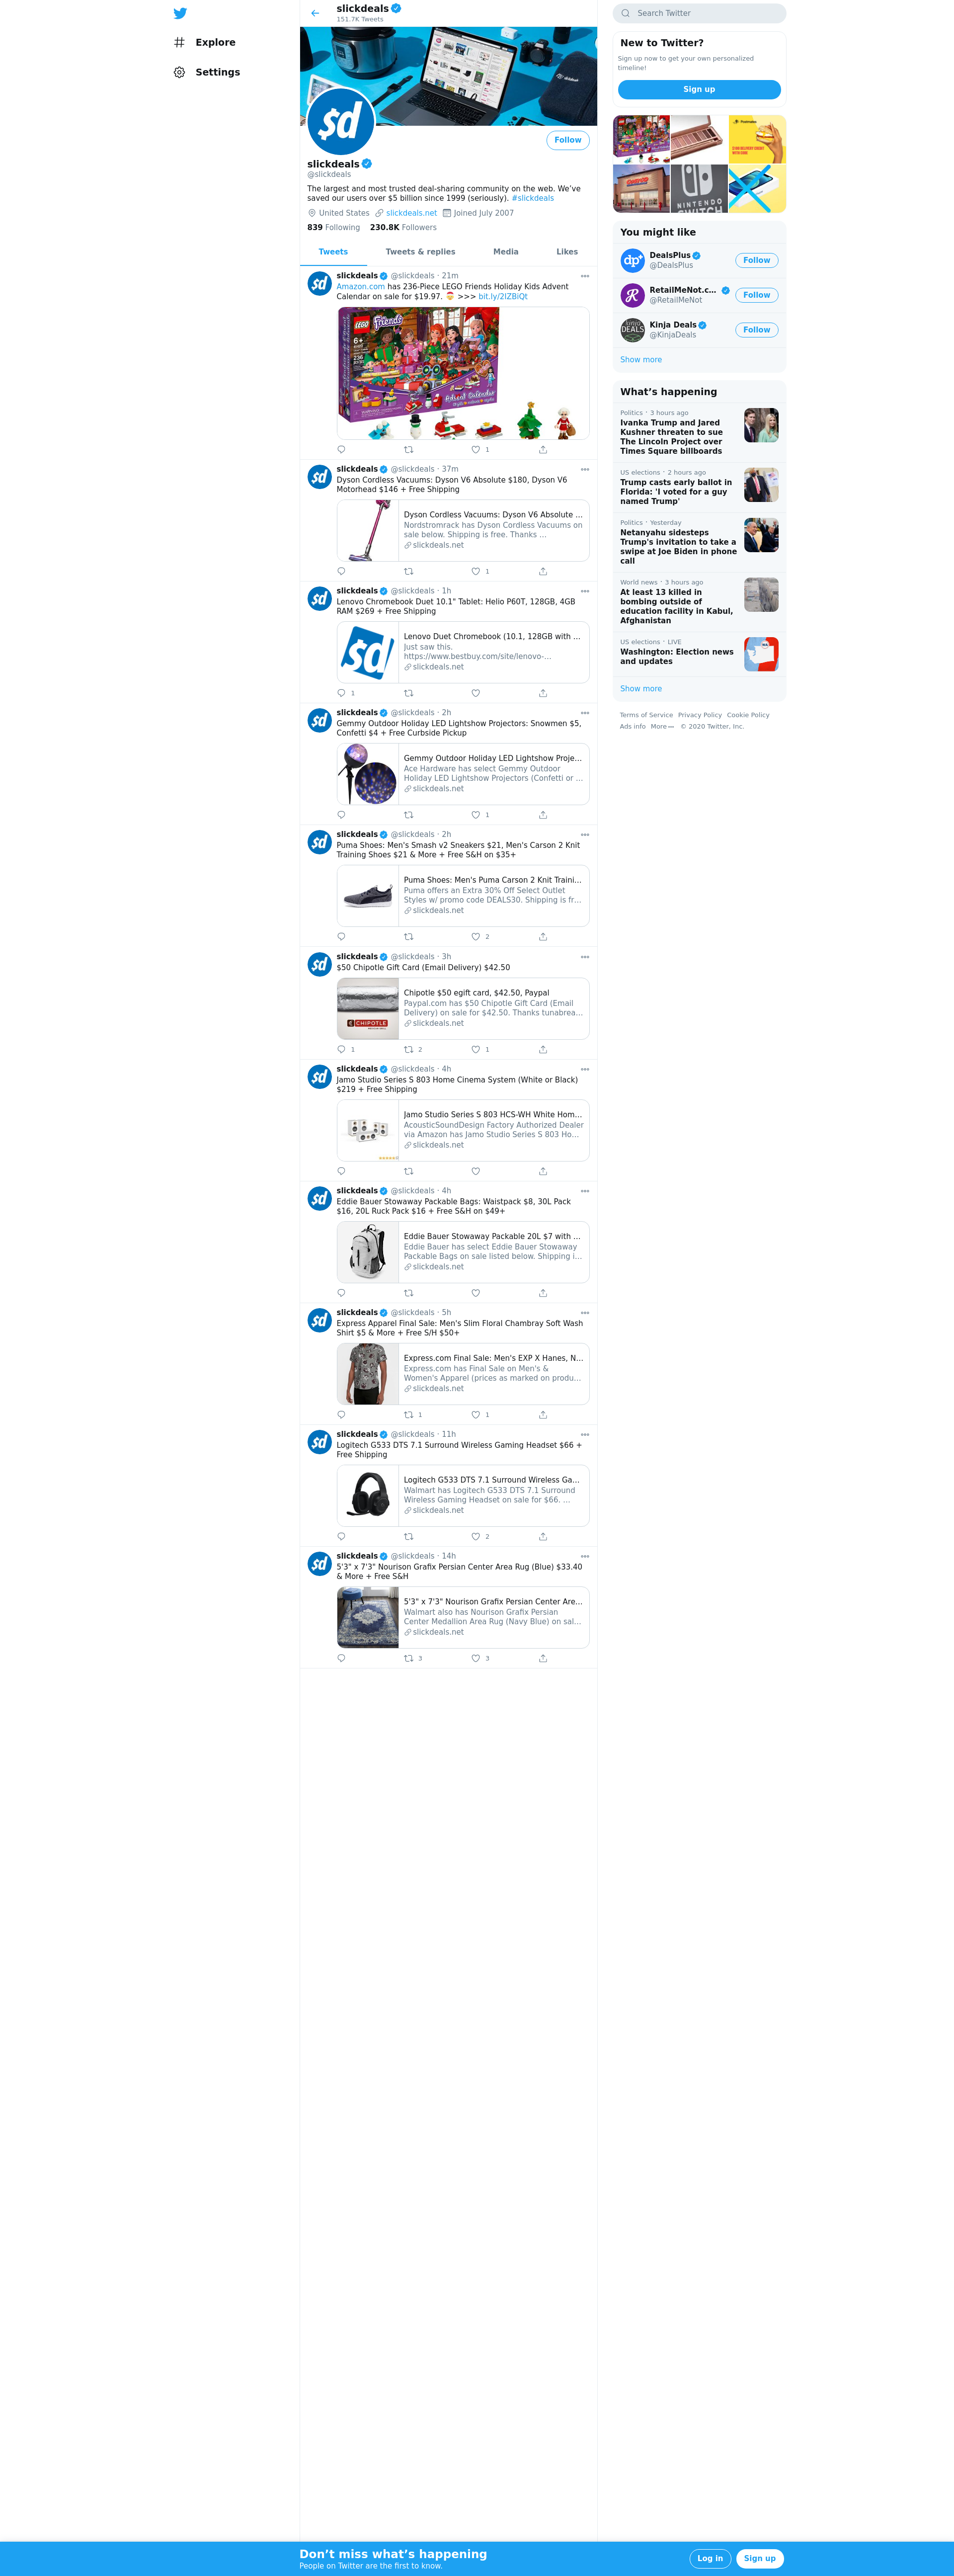 Explore
Settings
slickdeals
151.7K Tweets
$d
Follow
slickdeals
@slickdeals
The largest and most trusted deal-sharing community on the web. We’ve
saved our users over $5 billion since 1999 (seriously). #slickdeals
United States slickdeals.net Joined July 2007
839 Following 230.8K Followers
Tweets Tweets & replies Media Likes
slickdeals @slickdeals · 21m
Amazon.com has 236-Piece LEGO Friends Holiday Kids Advent
Calendar on sale for $19.97. >>> bit.ly/2IZBiQt
LEGO Friends
6+
236
Advent Calendar
1
slickdeals @slickdeals · 37m
Dyson Cordless Vacuums: Dyson V6 Absolute $180, Dyson V6
Motorhead $146 + Free Shipping
Dyson Cordless Vacuums: Dyson V6 Absolute ...
Nordstromrack has Dyson Cordless Vacuums on
sale below. Shipping is free. Thanks ...
slickdeals.net
1
slickdeals @slickdeals · 1h
Lenovo Chromebook Duet 10.1" Tablet: Helio P60T, 128GB, 4GB
RAM $269 + Free Shipping
Lenovo Duet Chromebook (10.1, 128GB with ...
Just saw this.
https://www.bestbuy.com/site/lenovo-...
slickdeals.net
1
slickdeals @slickdeals · 2h
Gemmy Outdoor Holiday LED Lightshow Projectors: Snowmen $5,
Confetti $4 + Free Curbside Pickup
Gemmy Outdoor Holiday LED Lightshow Proje...
Ace Hardware has select Gemmy Outdoor
Holiday LED Lightshow Projectors (Confetti or ...
slickdeals.net
1
slickdeals @slickdeals · 2h
Puma Shoes: Men's Smash v2 Sneakers $21, Men's Carson 2 Knit
Training Shoes $21 & More + Free S&H on $35+
Puma Shoes: Men's Puma Carson 2 Knit Traini...
Puma offers an Extra 30% Off Select Outlet
Styles w/ promo code DEALS30. Shipping is fr...
slickdeals.net
2
slickdeals @slickdeals · 3h
$50 Chipotle Gift Card (Email Delivery) $42.50
CHIPOTLE
Chipotle $50 egift card, $42.50, Paypal
Paypal.com has $50 Chipotle Gift Card (Email
Delivery) on sale for $42.50. Thanks tunabrea...
slickdeals.net
1 2 1
slickdeals @slickdeals · 4h
Jamo Studio Series S 803 Home Cinema System (White or Black)
$219 + Free Shipping
Jamo Studio Series S 803 HCS-WH White Hom...
AcousticSoundDesign Factory Authorized Dealer
via Amazon has Jamo Studio Series S 803 Ho...
slickdeals.net
slickdeals @slickdeals · 4h
Eddie Bauer Stowaway Packable Bags: Waistpack $8, 30L Pack
$16, 20L Ruck Pack $16 + Free S&H on $49+
Eddie Bauer Stowaway Packable 20L $7 with ...
Eddie Bauer has select Eddie Bauer Stowaway
Packable Bags on sale listed below. Shipping i...
slickdeals.net
slickdeals @slickdeals · 5h
Express Apparel Final Sale: Men's Slim Floral Chambray Soft Wash
Shirt $5 & More + Free S/H $50+
Express.com Final Sale: Men's EXP X Hanes, N...
Express.com has Final Sale on Men's &
Women's Apparel (prices as marked on produ...
slickdeals.net
1 1
slickdeals @slickdeals · 11h
Logitech G533 DTS 7.1 Surround Wireless Gaming Headset $66 +
Free Shipping
Logitech G533 DTS 7.1 Surround Wireless Ga...
Walmart has Logitech G533 DTS 7.1 Surround
Wireless Gaming Headset on sale for $66. ...
slickdeals.net
2
slickdeals @slickdeals · 14h
5'3" x 7'3" Nourison Grafix Persian Center Area Rug (Blue) $33.40
& More + Free S&H
5'3" x 7'3" Nourison Grafix Persian Center Are...
Walmart also has Nourison Grafix Persian
Center Medallion Area Rug (Navy Blue) on sal...
slickdeals.net
3 3
Search Twitter
New to Twitter?
Sign up now to get your own personalized
timeline!
Sign up
NINTENDO
SWITCH
You might like
dp+
DealsPlus
@DealsPlus
Follow
R
RetailMeNot.c...
@RetailMeNot
Follow
DEALS
Kinja Deals
@KinjaDeals
Follow
Show more
What’s happening
Politics · 3 hours ago
Ivanka Trump and Jared
Kushner threaten to sue
The Lincoln Project over
Times Square billboards
US elections · 2 hours ago
Trump casts early ballot in
Florida: 'I voted for a guy
named Trump'
Politics · Yesterday
Netanyahu sidesteps
Trump's invitation to take a
swipe at Joe Biden in phone
call
World news · 3 hours ago
At least 13 killed in
bombing outside of
education facility in Kabul,
Afghanistan
US elections · LIVE
Washington: Election news
and updates
Show more
Terms of Service Privacy Policy Cookie Policy
Ads info More © 2020 Twitter, Inc.
Don’t miss what’s happening
People on Twitter are the first to know.
Log in Sign up